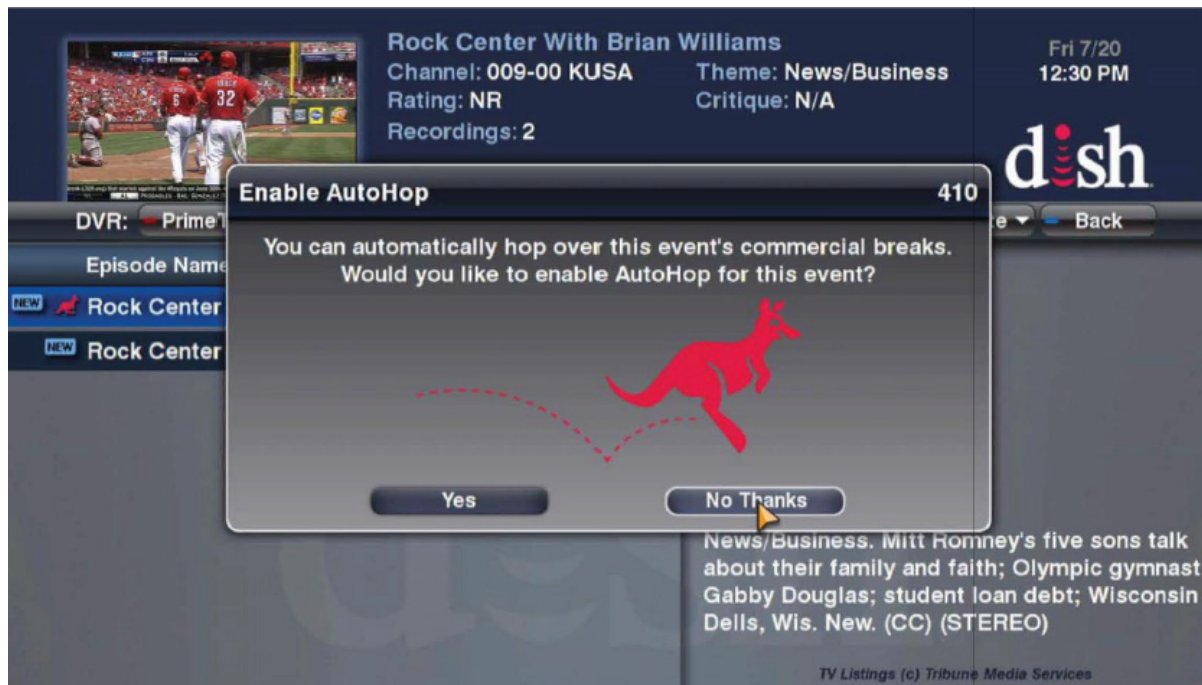 Rock Center With Brian Williams
Channel: 009-00 KUSA Theme: News/Business
Rating: NR Critique: N/A
Recordings: 2
Fri 7/20
12:30 PM
dish
6
32
Enable AutoHop 410
DVR: PrimeT
Back
You can automatically hop over this event's commercial breaks.
Would you like to enable AutoHop for this event?
Episode Name
NEW Rock Center
NEW Rock Center
Yes No Thanks
News/Business. Mitt Romney's five sons talk
about their family and faith; Olympic gymnast
Gabby Douglas; student loan debt; Wisconsin
Dells, Wis. New. (CC) (STEREO)
TV Listings (c) Tribune Media Services